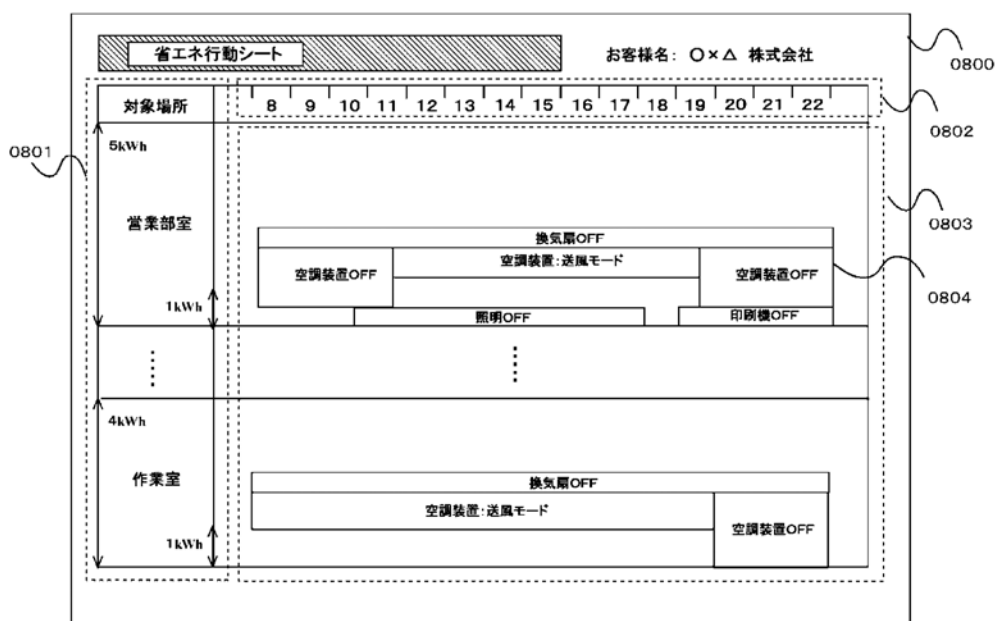 省エネ行動シート
お客様名: ○×△ 株式会社
0800
対象場所
8 9 10 11 12 13 14 15 16 17 18 19 20 21 22
0802
0801
5kWh
0803
営業部室
換気扇OFF
空調装置OFF
空調装置:送風モード
空調装置OFF
0804
1kWh
照明OFF
印刷機OFF
4kWh
作業室
換気扇OFF
空調装置:送風モード
空調装置OFF
1kWh